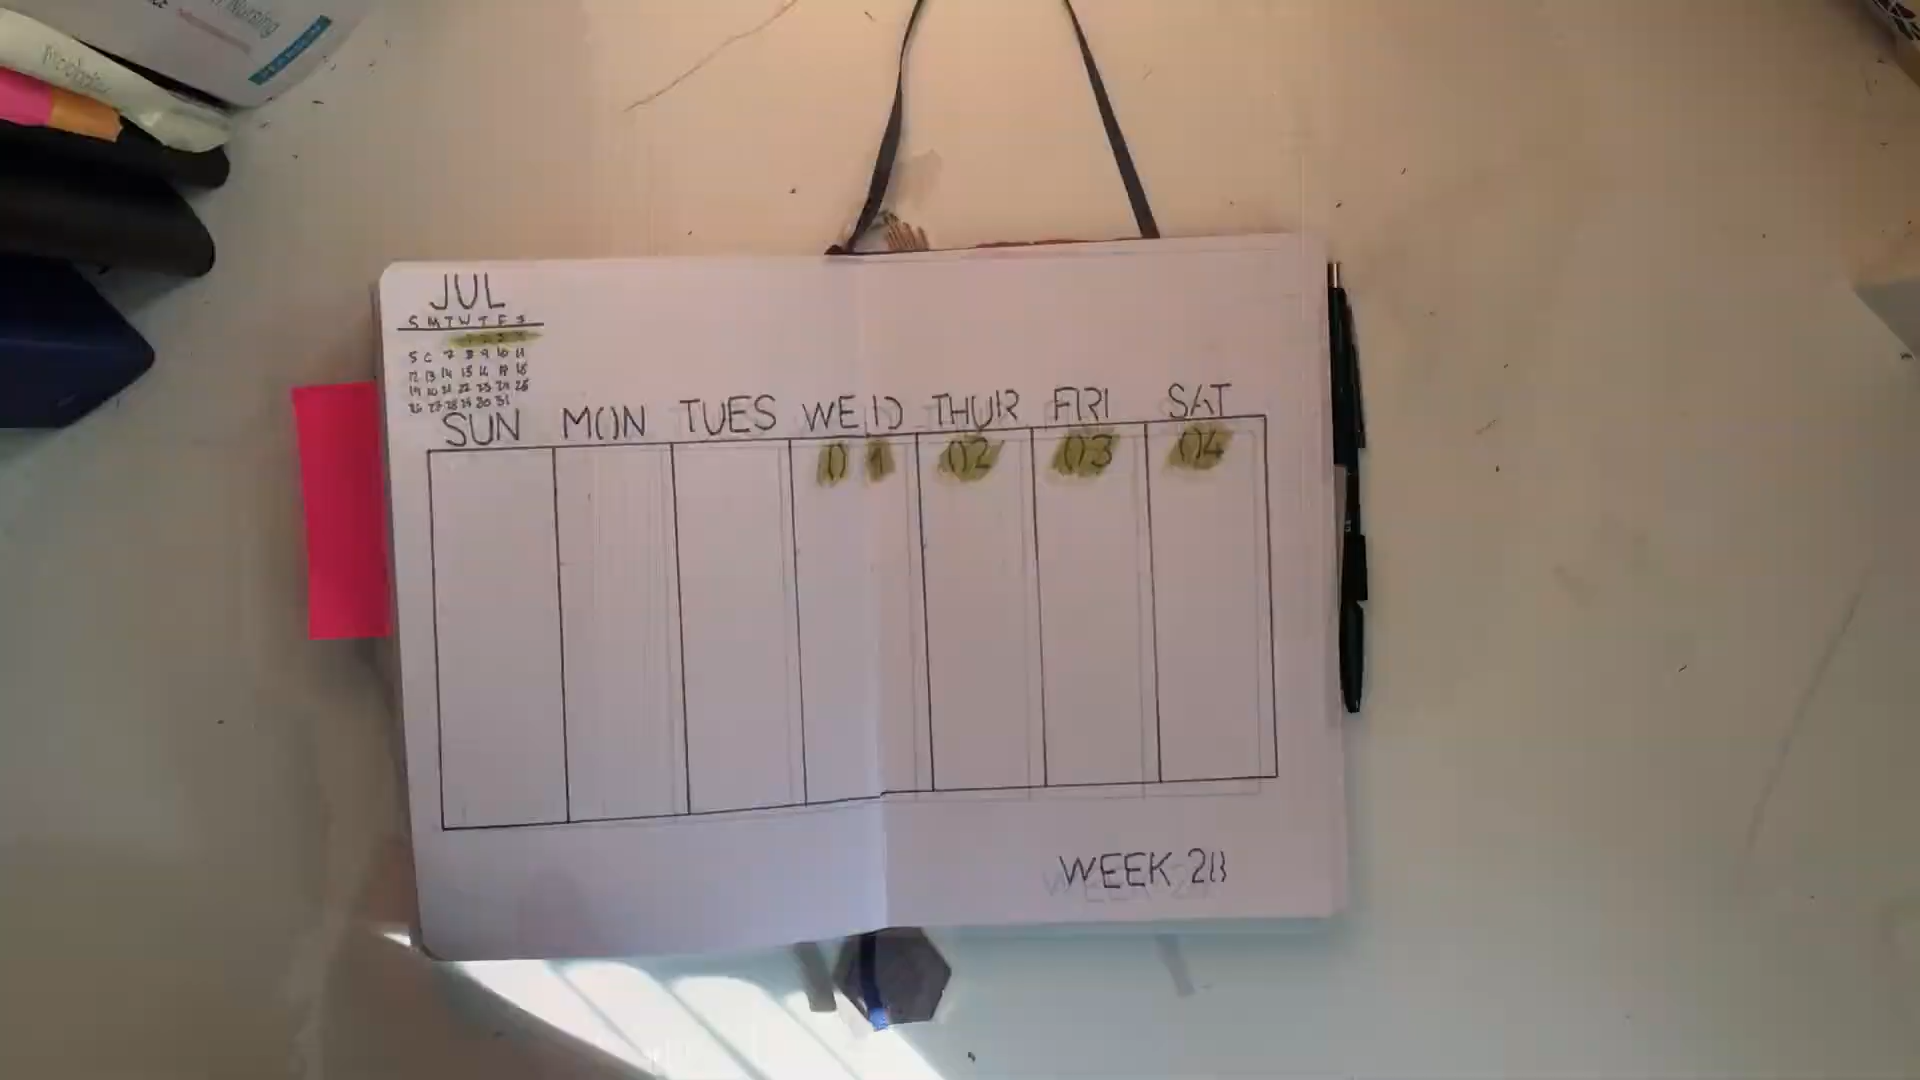 Nursing
JUL
S M T W T F S
1 2 3 4
5 6 7 8 9 10 11
12 13 14 15 16 17 18
19 20 21 22 23 24 25
26 27 28 29 30 31
SUN MON TUES WED THUR FRI SAT
01 02 03 04
WEEK 28